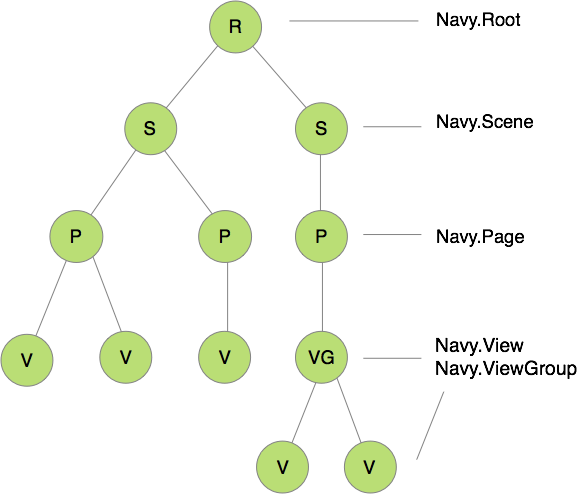 R
Navy.Root
S
S
Navy.Scene
P
P
P
Navy.Page
V
V
V
VG
Navy.View
Navy.ViewGroup
V
V